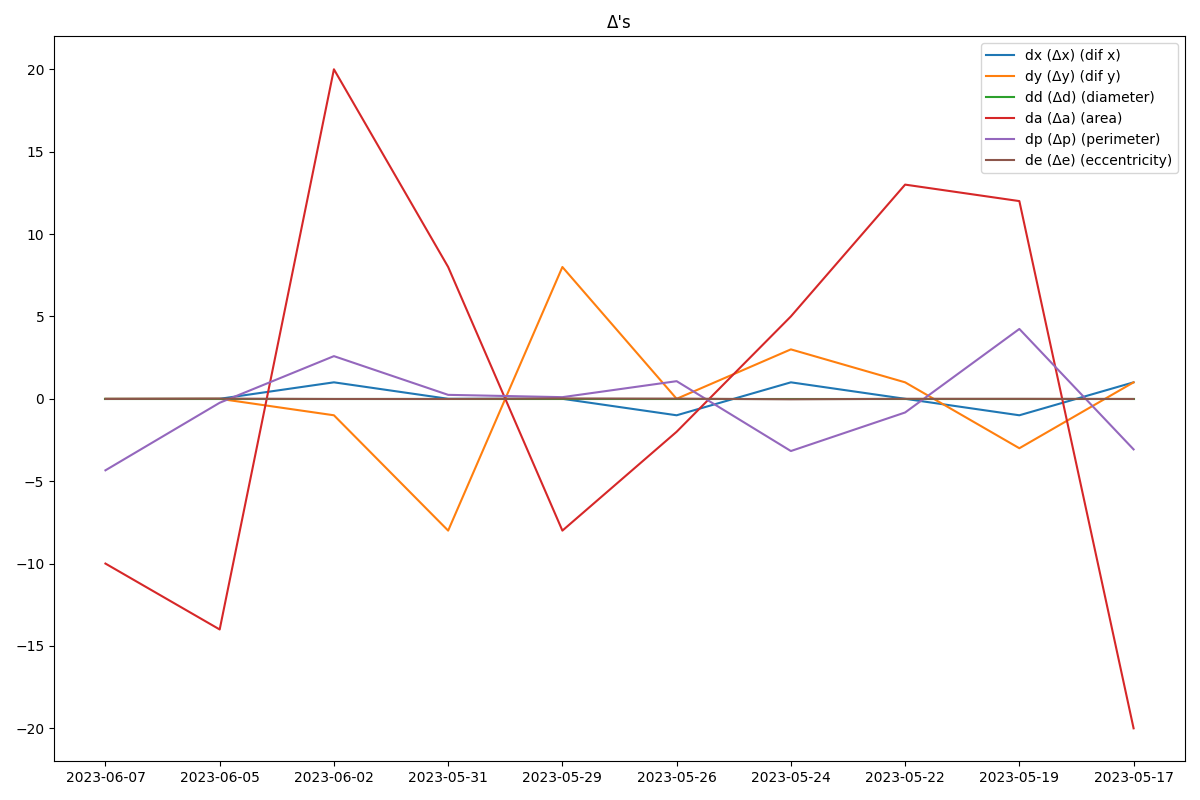 Δ's
dx (Δx) (dif x)
dy (Δy) (dif y)
dd (Δd) (diameter)
da (Δa) (area)
dp (Δp) (perimeter)
de (Δe) (eccentricity)
20
15
10
5
0
−5
−10
−15
−20
2023-06-07 2023-06-05 2023-06-02 2023-05-31 2023-05-29 2023-05-26 2023-05-24 2023-05-22 2023-05-19 2023-05-17